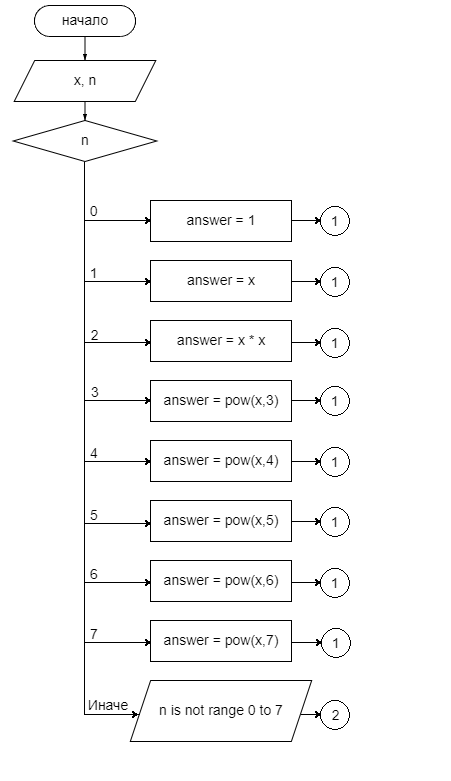 начало
x, n
n
0
answer = 1
1
1
answer = x
1
2
answer = x * x
1
3
answer = pow(x,3)
1
4
answer = pow(x,4)
1
5
answer = pow(x,5)
1
6
answer = pow(x,6)
1
7
answer = pow(x,7)
1
Иначе
n is not range 0 to 7
2